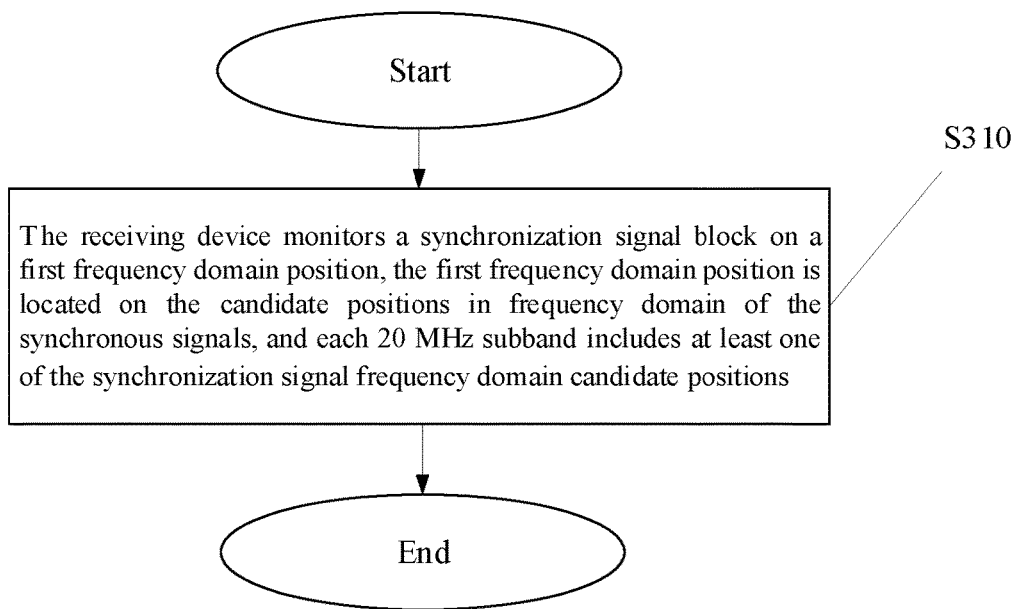 Start
S310
The receiving device monitors a synchronization signal block on a
first frequency domain position, the first frequency domain position is
located on the candidate positions in frequency domain of the
synchronous signals, and each 20 MHz subband includes at least one
of the synchronization signal frequency domain candidate positions
End